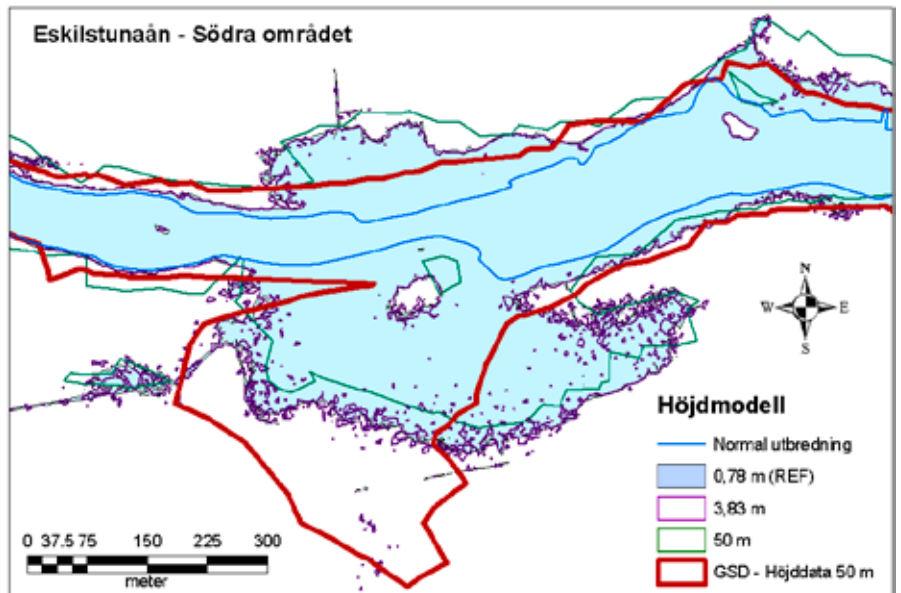 Eskilstunaån - Södra området
N
W E
S
Höjdmodell
Normal utbredning
0,78 m (REF)
3,83 m
50 m
GSD - Höjddata 50 m
0 37.5 75 150 225 300
meter